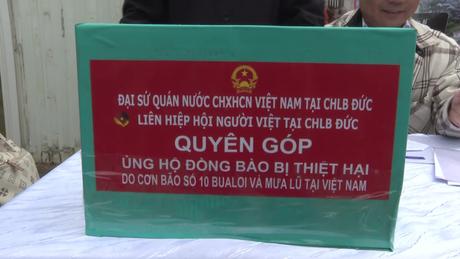 ĐẠI SỨ QUÁN NƯỚC CHXHCN VIỆT NAM TẠI CHLB ĐỨC
LIÊN HIỆP HỘI NGƯỜI VIỆT TẠI CHLB ĐỨC
QUYÊN GÓP
ỦNG HỘ ĐỒNG BÀO BỊ THIỆT HẠI
DO CƠN BÃO SỐ 10 BUALOI VÀ MƯA LŨ TẠI VIỆT NAM